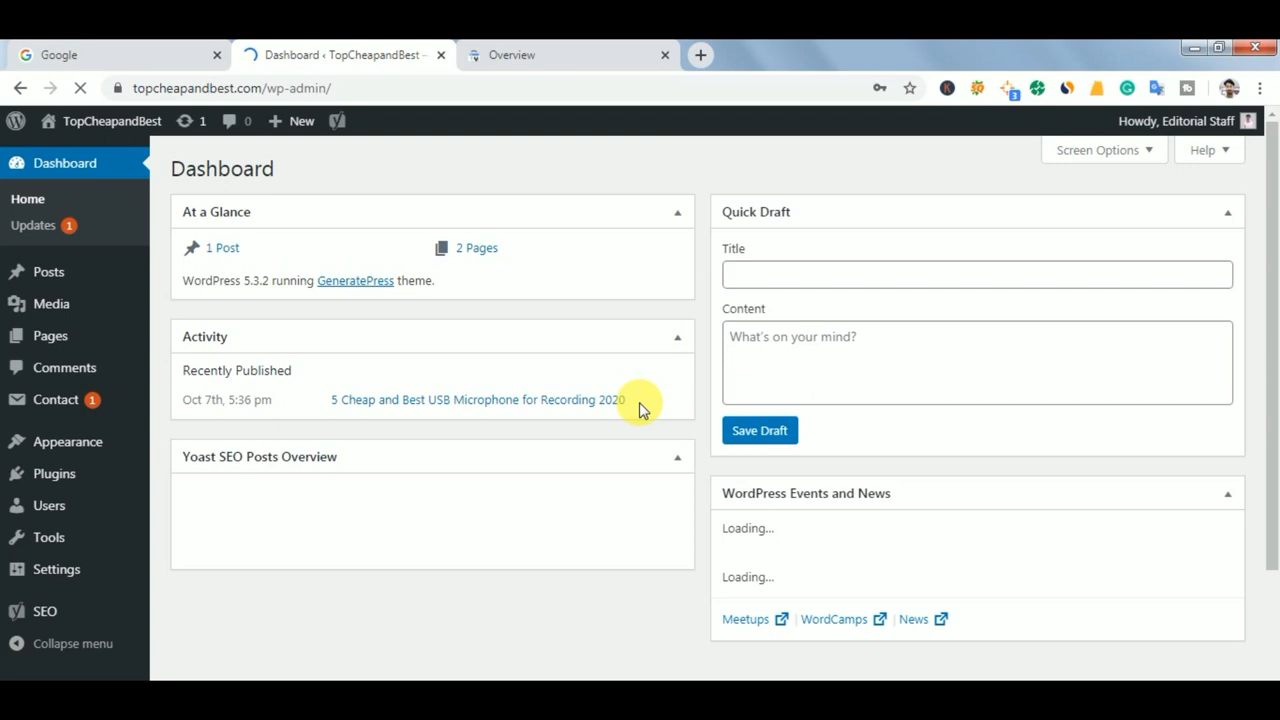 Google
Dashboard ‹ TopCheapandBest –
Overview
topcheapandbest.com/wp-admin/
3
TopCheapandBest
1
0
New
Howdy, Editorial Staff
Dashboard
Home
Updates 1
Posts
Media
Pages
Comments
Contact 1
Appearance
Plugins
Users
Tools
Settings
SEO
Collapse menu
Screen Options
Help
Dashboard
At a Glance
1 Post
2 Pages
WordPress 5.3.2 running GeneratePress theme.
Activity
Recently Published
Oct 7th, 5:36 pm
5 Cheap and Best USB Microphone for Recording 2020
Yoast SEO Posts Overview
Quick Draft
Title
Content
What's on your mind?
Save Draft
WordPress Events and News
Loading...
Loading...
Meetups | WordCamps | News